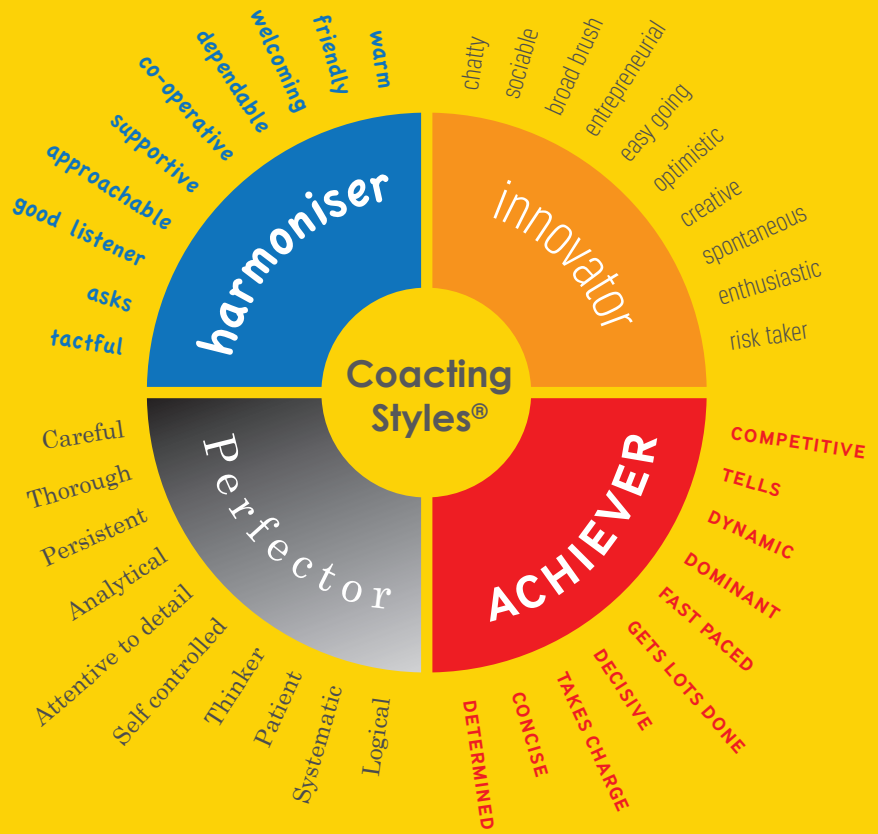 Coacting
Styles®
harmoniser
tactful
asks
good listener
approachable
supportive
co-operative
dependable
welcoming
friendly
warm
innovator
chatty
sociable
broad brush
entrepreneurial
easy going
optimistic
creative
spontaneous
enthusiastic
risk taker
ACHIEVER
COMPETITIVE
TELLS
DYNAMIC
DOMINANT
FAST PACED
GETS LOTS DONE
DECISIVE
TAKES CHARGE
CONCISE
DETERMINED
Perfector
Careful
Thorough
Persistent
Analytical
Attentive to detail
Self controlled
Thinker
Patient
Systematic
Logical